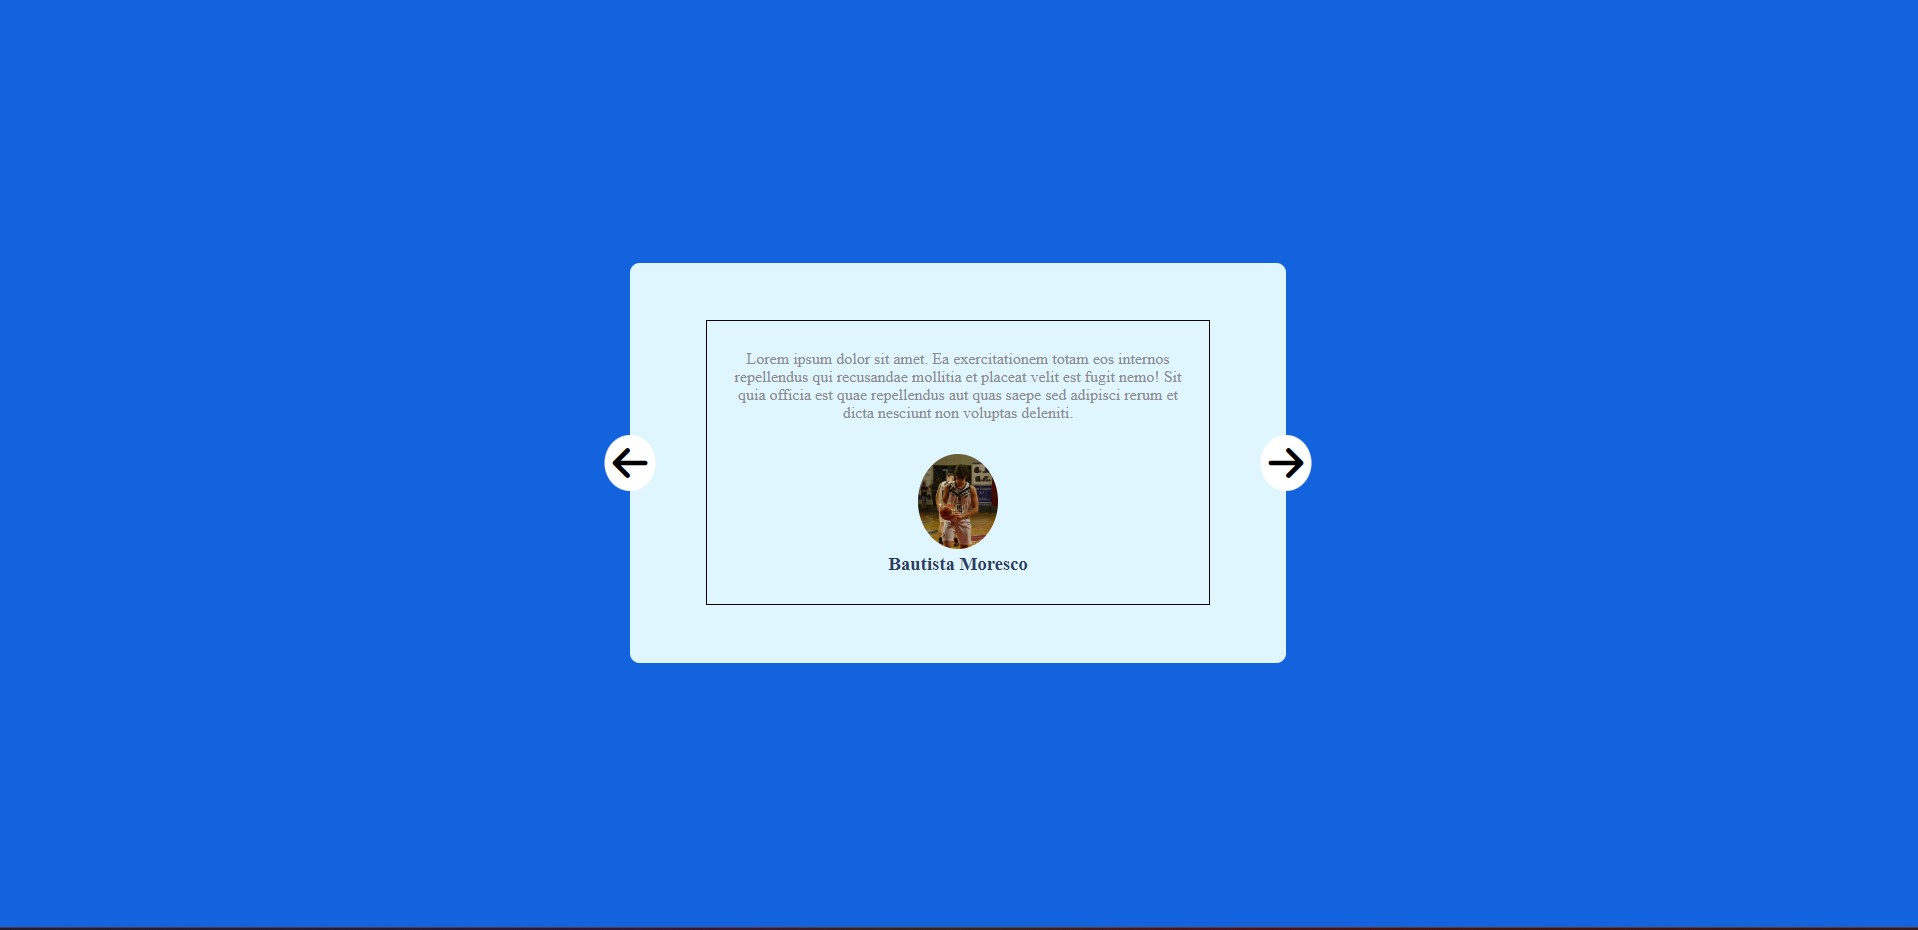 Lorem ipsum dolor sit amet. Ea exercitationem totam eos internos
repellendus qui recusandae mollitia et placeat velit est fugit nemo! Sit
quia officia est quae repellendus aut quas saepe sed adipisci rerum et
dicta nesciunt non voluptas deleniti.
Bautista Moresco